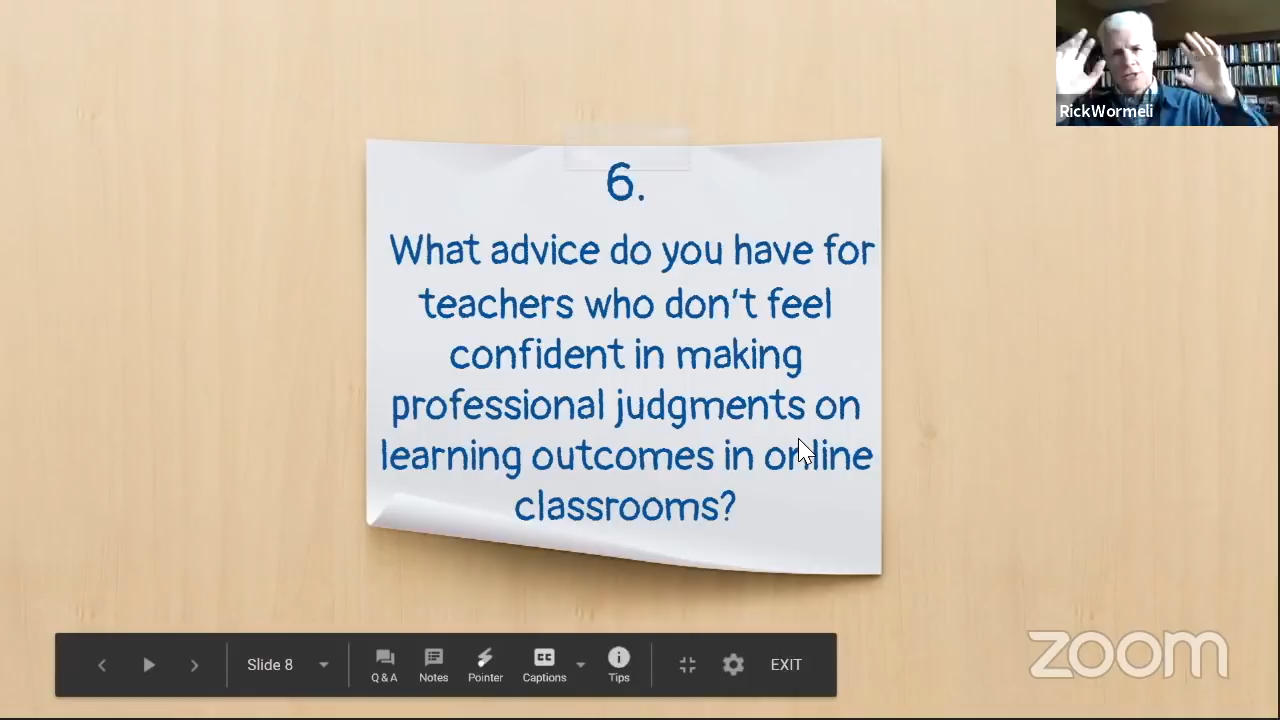 RickWormeli
6.
What advice do you have for
teachers who don't feel
confident in making
professional judgments on
learning outcomes in online
classrooms?
zoom
Slide 8
Q & A
Notes
Pointer
CC
Captions
Tips
EXIT